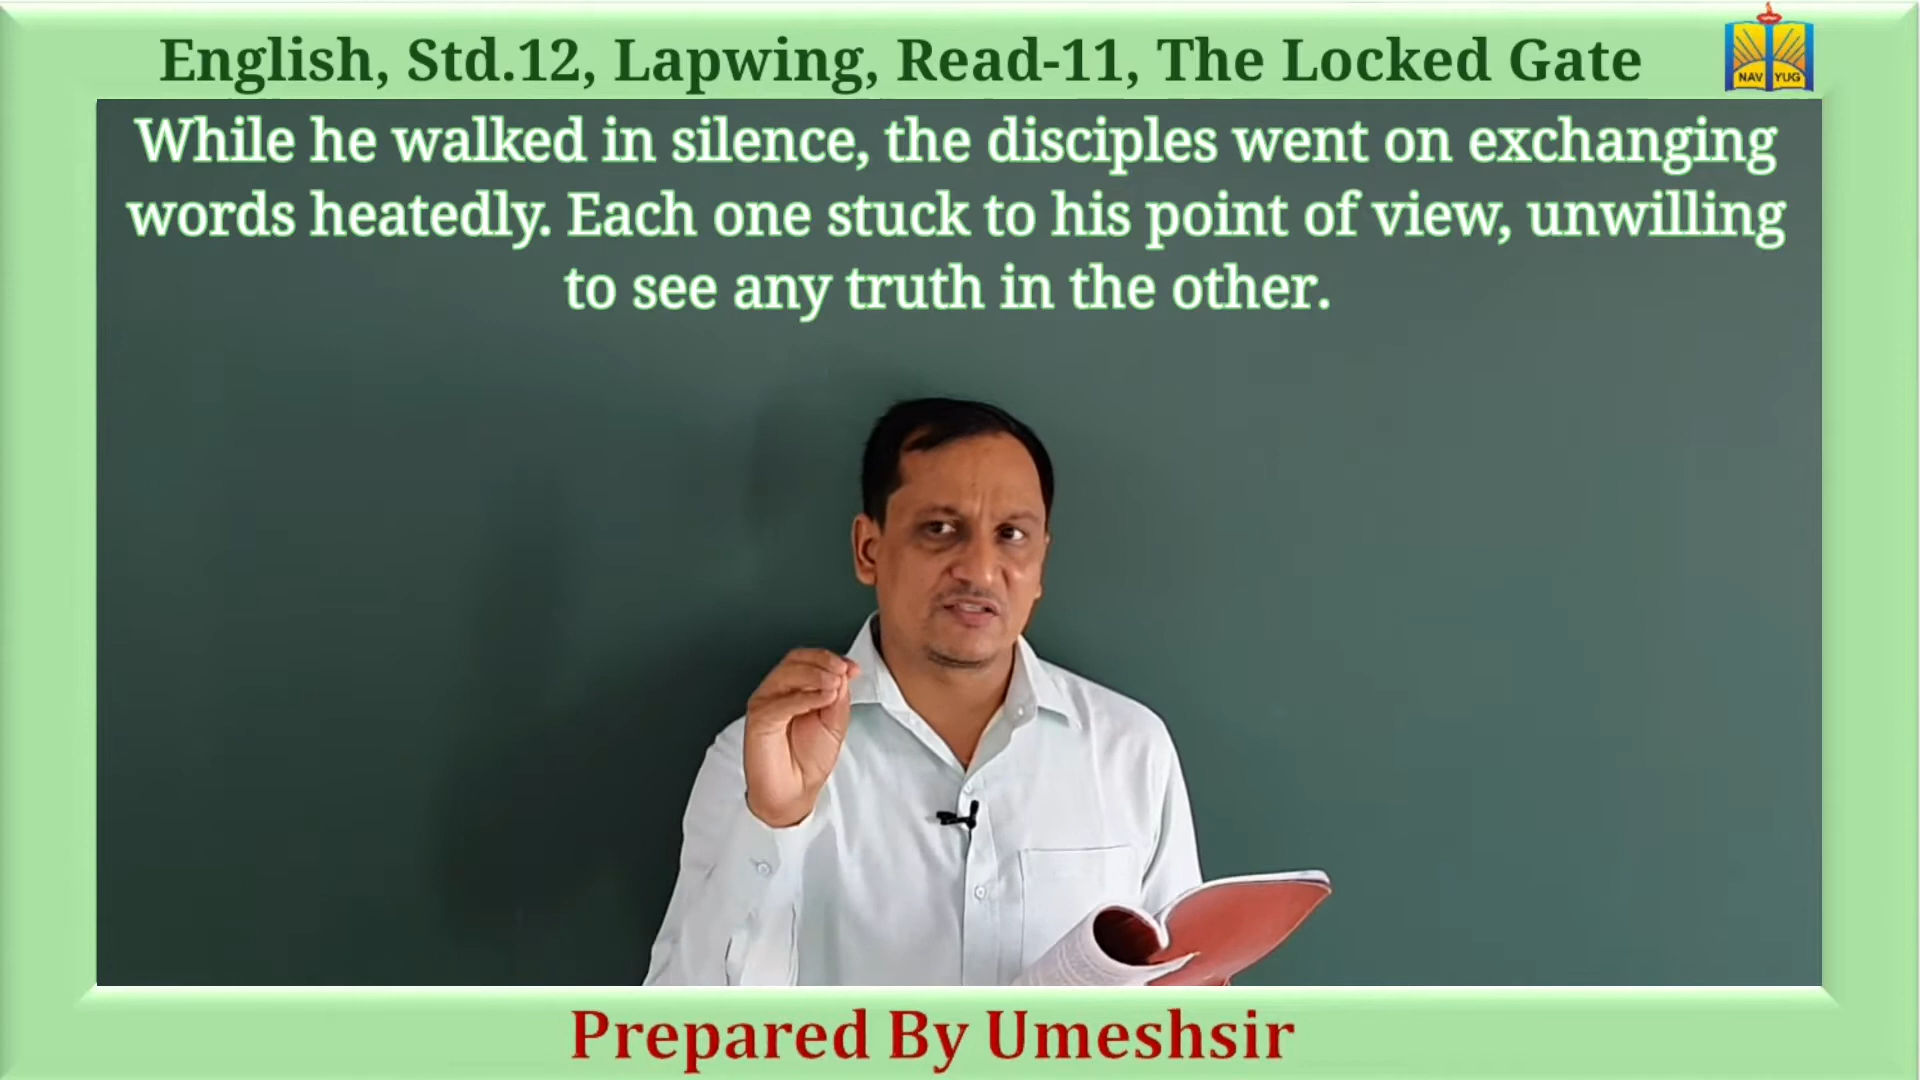 English, Std.12, Lapwing, Read-11, The Locked Gate
NAV YUG
While he walked in silence, the disciples went on exchanging
words heatedly. Each one stuck to his point of view, unwilling
to see any truth in the other.
Prepared By Umeshsir